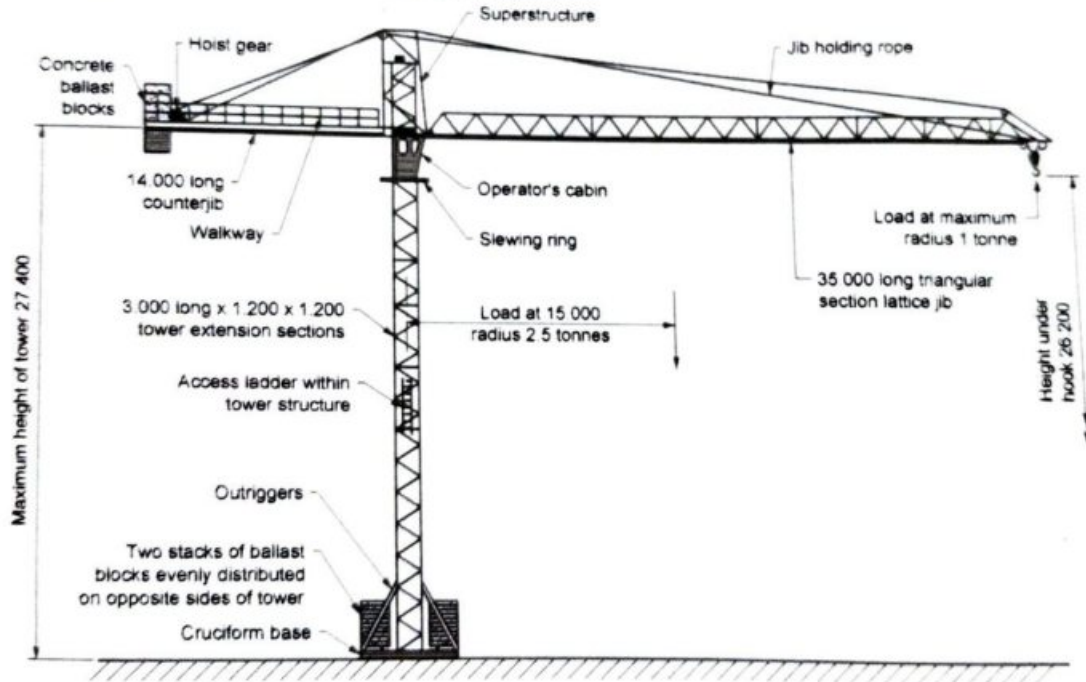 Superstructure
Hoist gear
Jib holding rope
Concrete
ballast
blocks
14.000 long
counterjib
Walkway
Operator's cabin
Slewing ring
Load at maximum
radius 1 tonne
35 000 long triangular
section lattice jib
3.000 long x 1.200 x 1.200
tower extension sections
Load at 15 000
radius 2.5 tonnes
Maximum height of tower 27 400
Height under
hook 26 200
Access ladder within
tower structure
Outriggers
Two stacks of ballast
blocks evenly distributed
on opposite sides of tower
Cruciform base